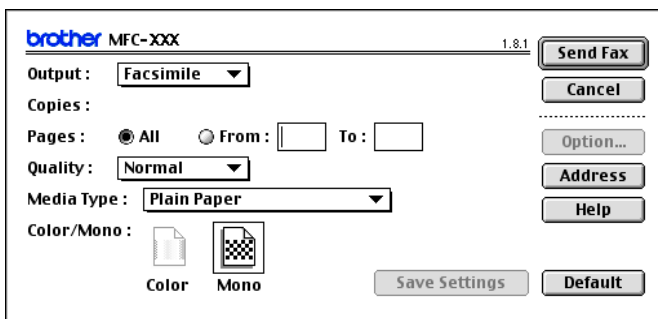 brother MFC-XXX 1.8.1 Send Fax
Output : Facsimile Cancel
Copies :
Pages : All From : To : Option...
Quality : Normal Address
Media Type : Plain Paper Help
Color/Mono :
Color Mono Save Settings Default